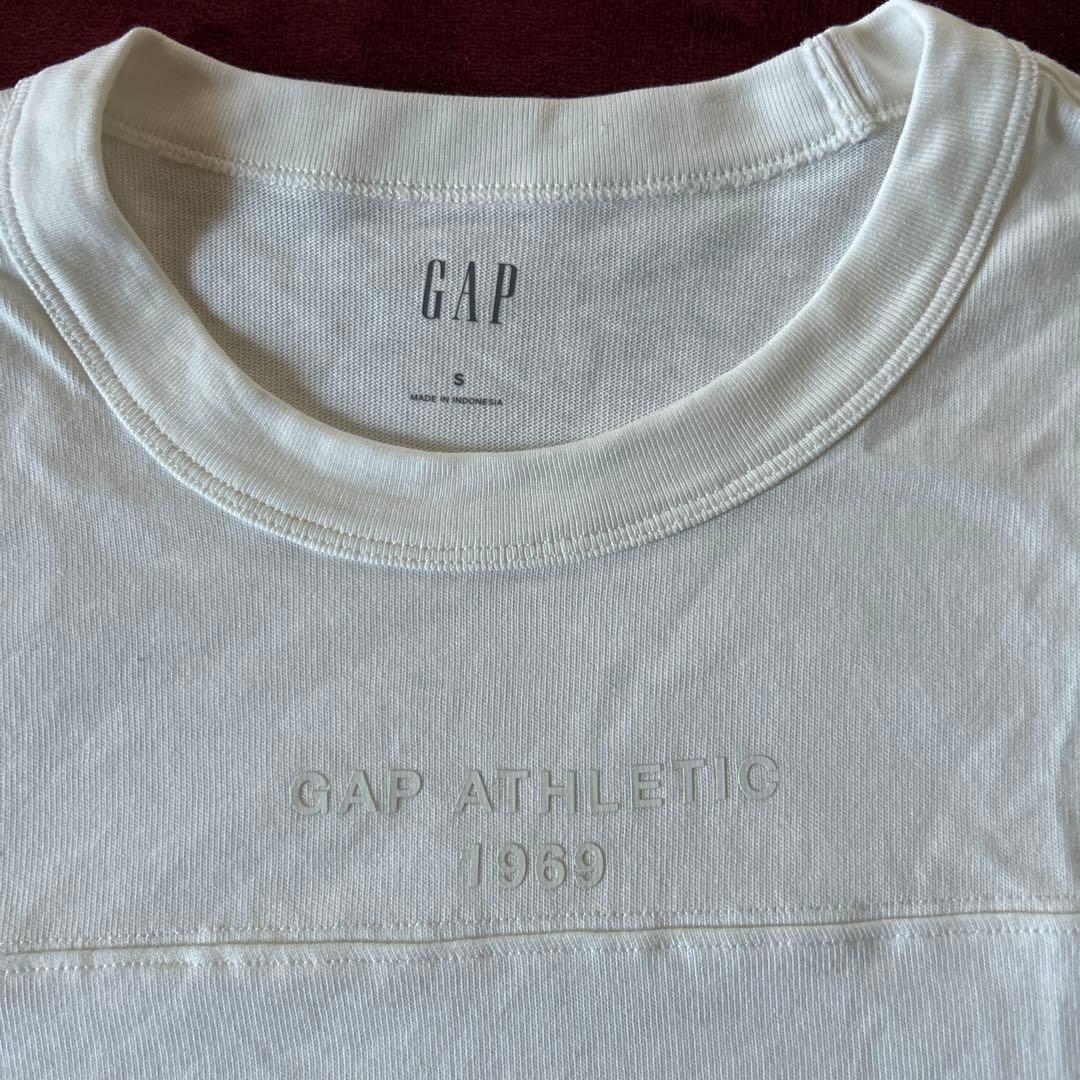 GAP
S
MADE IN INDONESIA
GAP ATHLETIC
1969